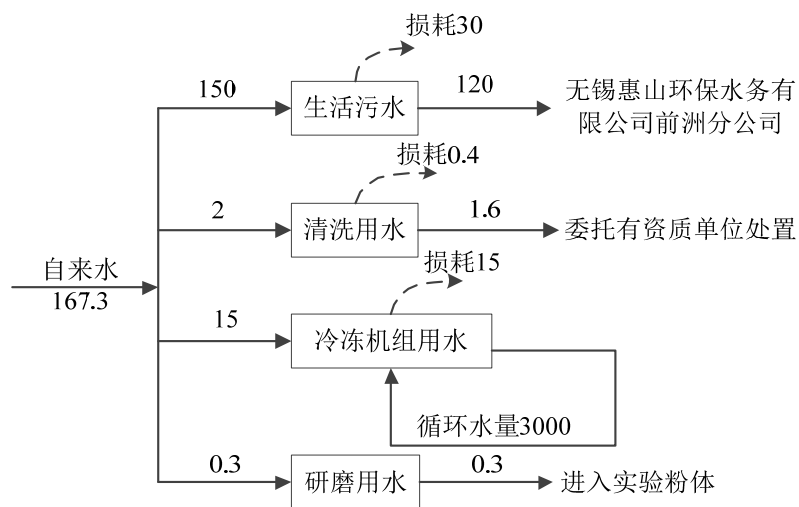 损耗30
150
生活污水
120
无锡惠山环保水务有
限公司前洲分公司
损耗0.4
2
清洗用水
1.6
委托有资质单位处置
自来水
167.3
损耗15
15
冷冻机组用水
循环水量3000
0.3
研磨用水
0.3
进入实验粉体